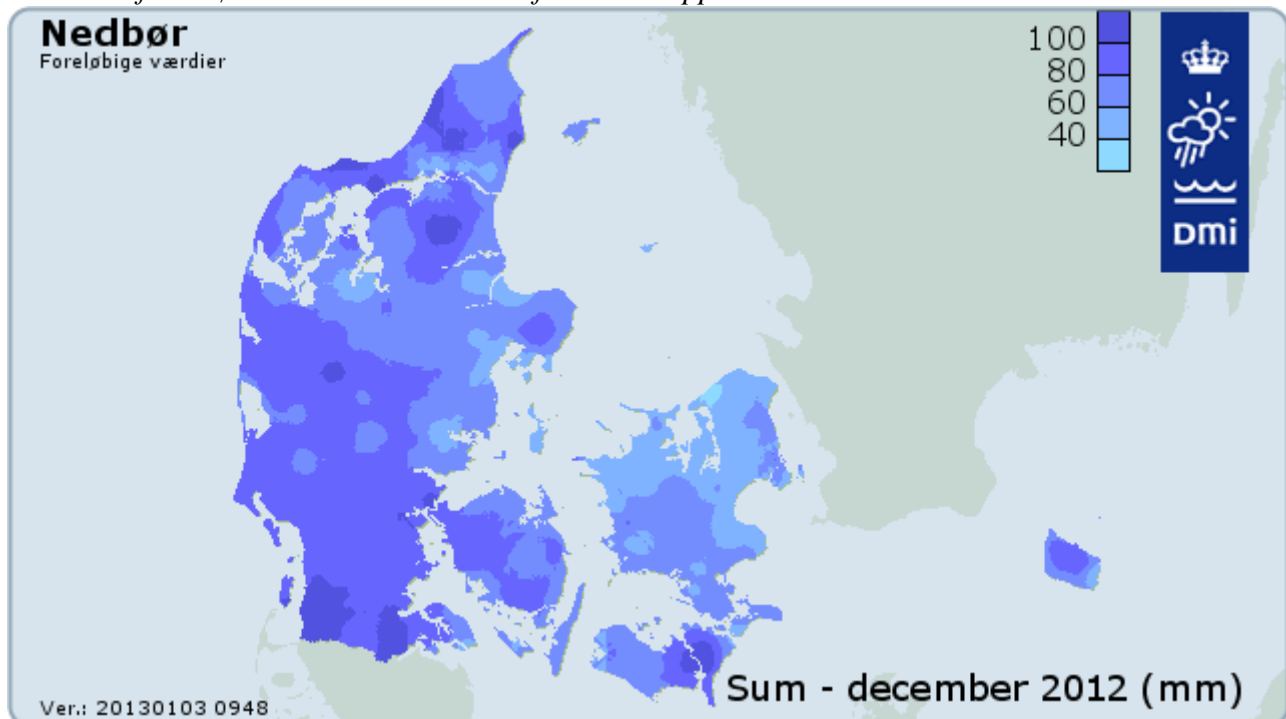 Nedbør
Foreløbige værdier
100
80
60
40
DMI
Sum - december 2012 (mm)
Ver.: 20130103 0948